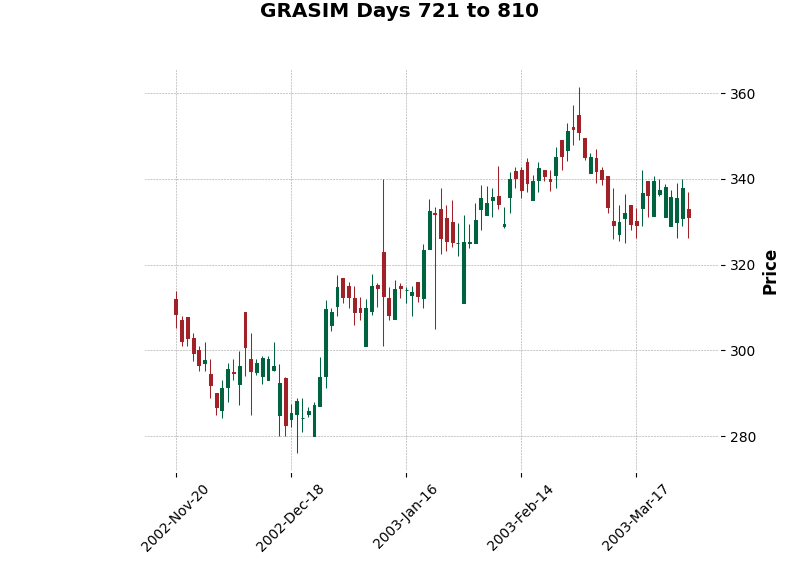 GRASIM Days 721 to 810
360
340
320
300
280
Price
2002-Nov-20
2002-Dec-18
2003-Jan-16
2003-Feb-14
2003-Mar-17